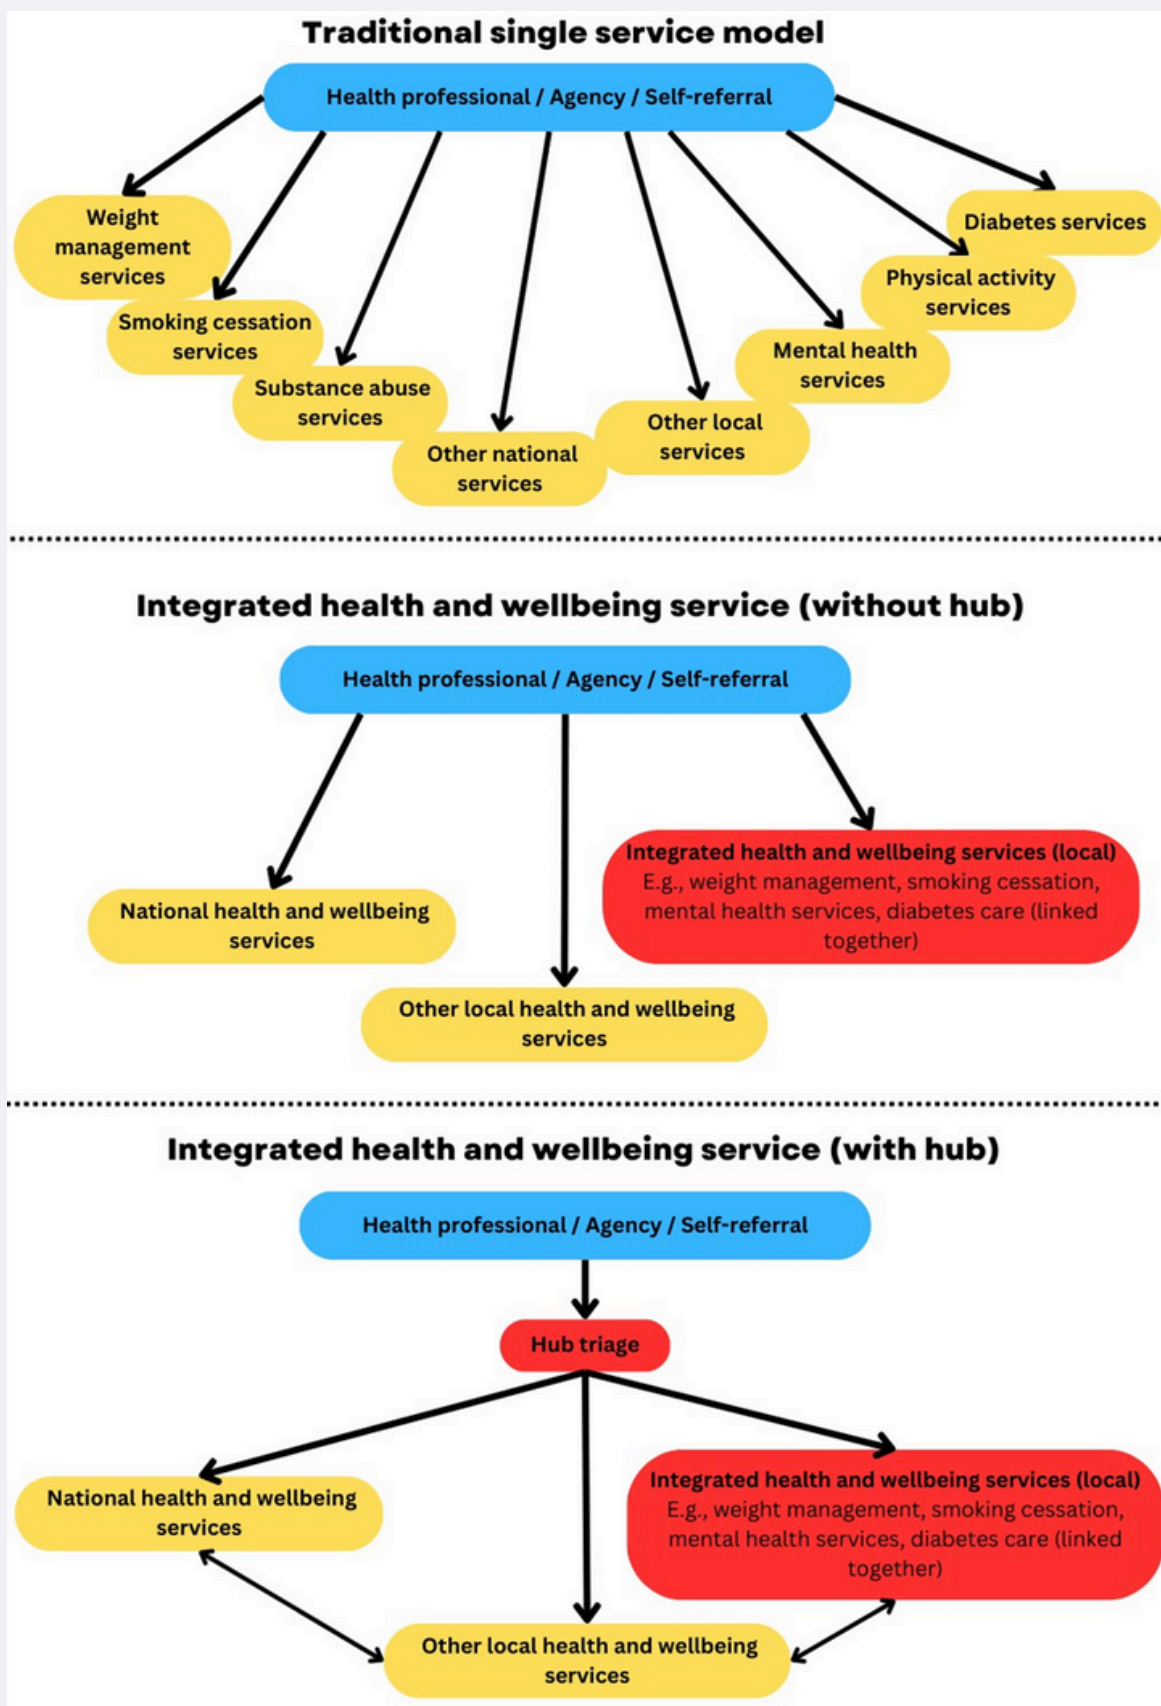 Traditional single service model
Health professional / Agency / Self-referral
Weight
management
services
Smoking cessation
services
Substance abuse
services
Other national
services
Other local
services
Mental health
services
Physical activity
services
Diabetes services
Integrated health and wellbeing service (without hub)
Health professional / Agency / Self-referral
National health and wellbeing
services
Other local health and wellbeing
services
Integrated health and wellbeing services (local)
E.g., weight management, smoking cessation,
mental health services, diabetes care (linked
together)
Integrated health and wellbeing service (with hub)
Health professional / Agency / Self-referral
Hub triage
National health and wellbeing
services
Integrated health and wellbeing services (local)
E.g., weight management, smoking cessation,
mental health services, diabetes care (linked
together)
Other local health and wellbeing
services